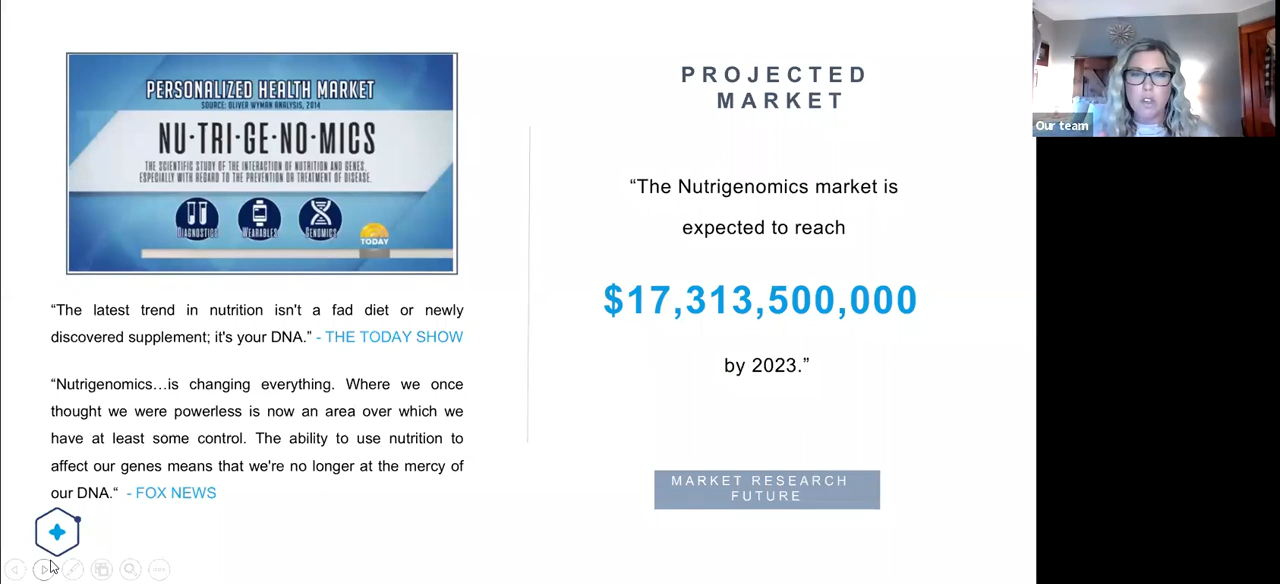 PERSONALIZED HEALTH MARKET
SOURCE: OLIVER WYMAN ANALYSIS, 2014
NU·TRI·GE·NO·MICS
THE SCIENTIFIC STUDY OF THE INTERACTION OF NUTRITION AND GENES,
ESPECIALLY WITH REGARD TO THE PREVENTION OR TREATMENT OF DISEASE.
DIAGNOSTICS
WEARABLES
GENOMICS
TODAY
“The latest trend in nutrition isn't a fad diet or newly
discovered supplement; it's your DNA.” - THE TODAY SHOW
“Nutrigenomics…is changing everything. Where we once
thought we were powerless is now an area over which we
have at least some control. The ability to use nutrition to
affect our genes means that we're no longer at the mercy of
our DNA.“ - FOX NEWS
PROJECTED
MARKET
“The Nutrigenomics market is
expected to reach
$17,313,500,000
by 2023.”
MARKET RESEARCH
FUTURE
Our team